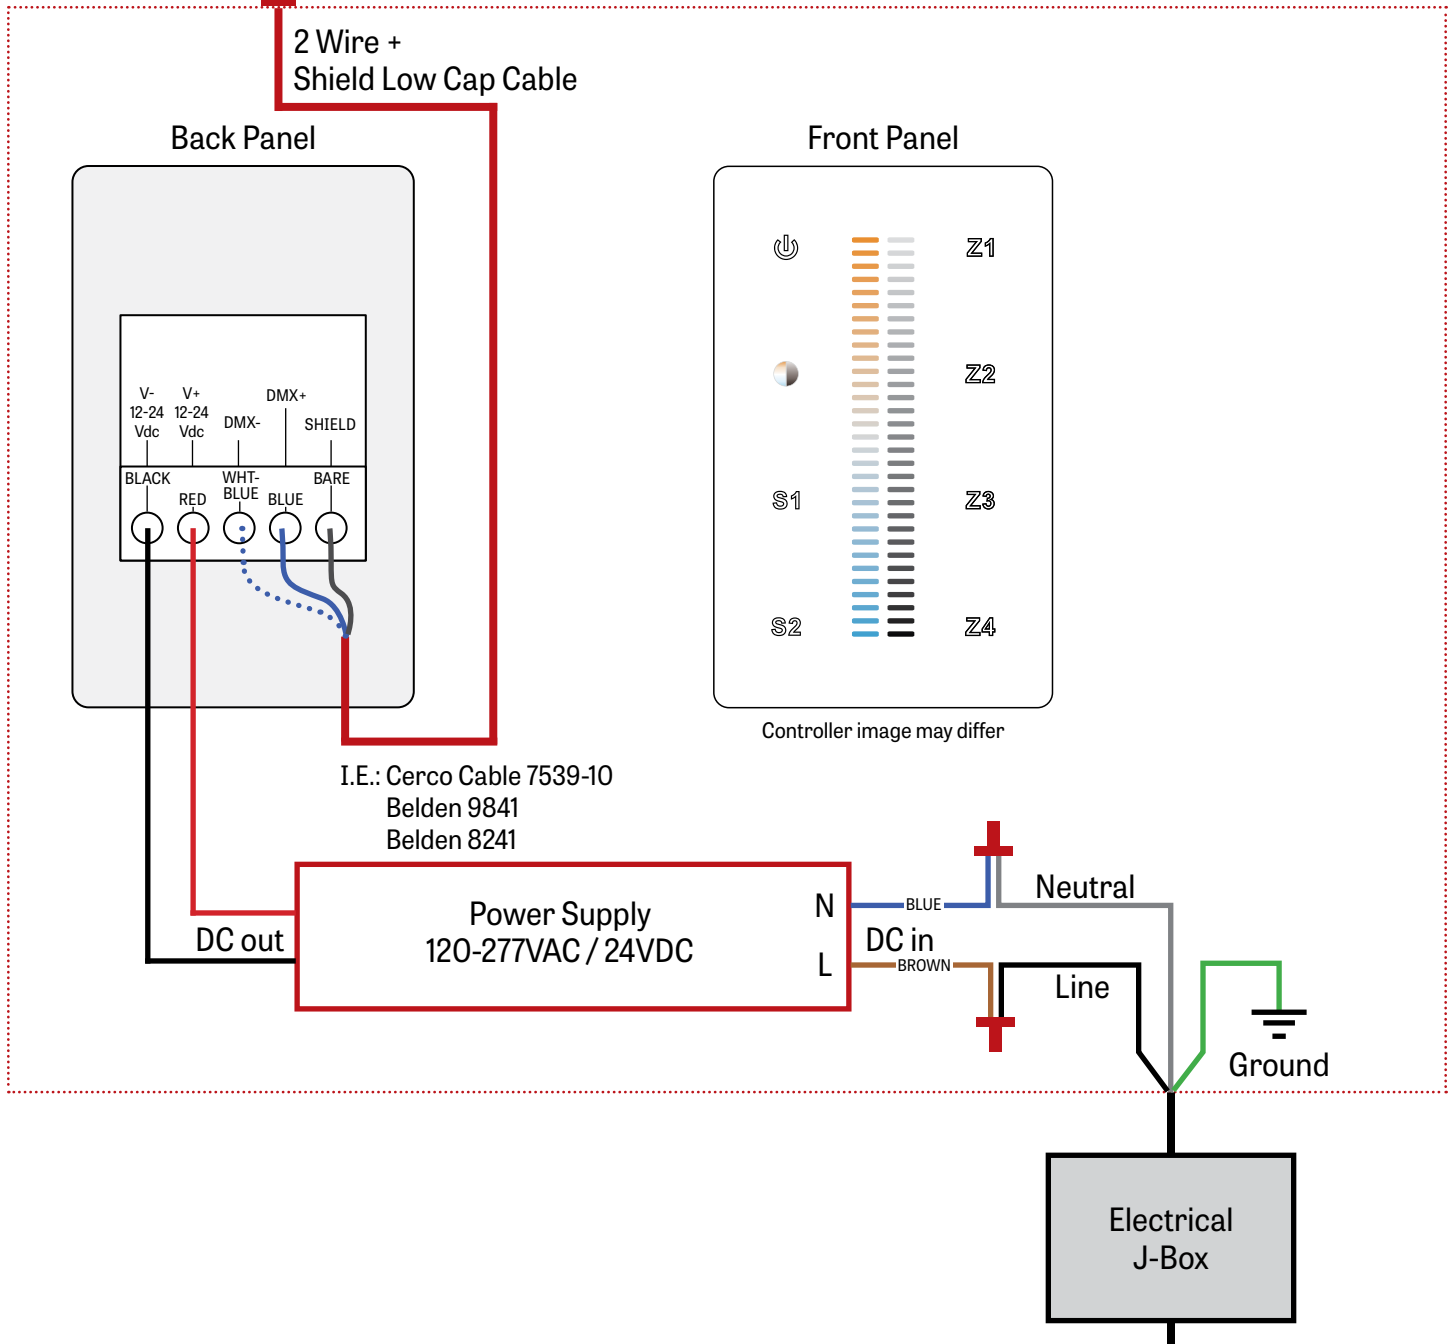 2 Wire +
Shield Low Cap Cable
Back Panel
Front Panel
V-
12-24
Vdc
V+
12-24
Vdc
DMX-
DMX+
SHIELD
BLACK
RED
WHT-
BLUE
BLUE
BARE
Z1
Z2
S1
Z3
S2
Z4
Controller image may differ
I.E.: Cerco Cable 7539-10
Belden 9841
Belden 8241
Power Supply
120-277VAC / 24VDC
DC out
N
L
BLUE
DC in
BROWN
Neutral
Line
Ground
Electrical
J-Box